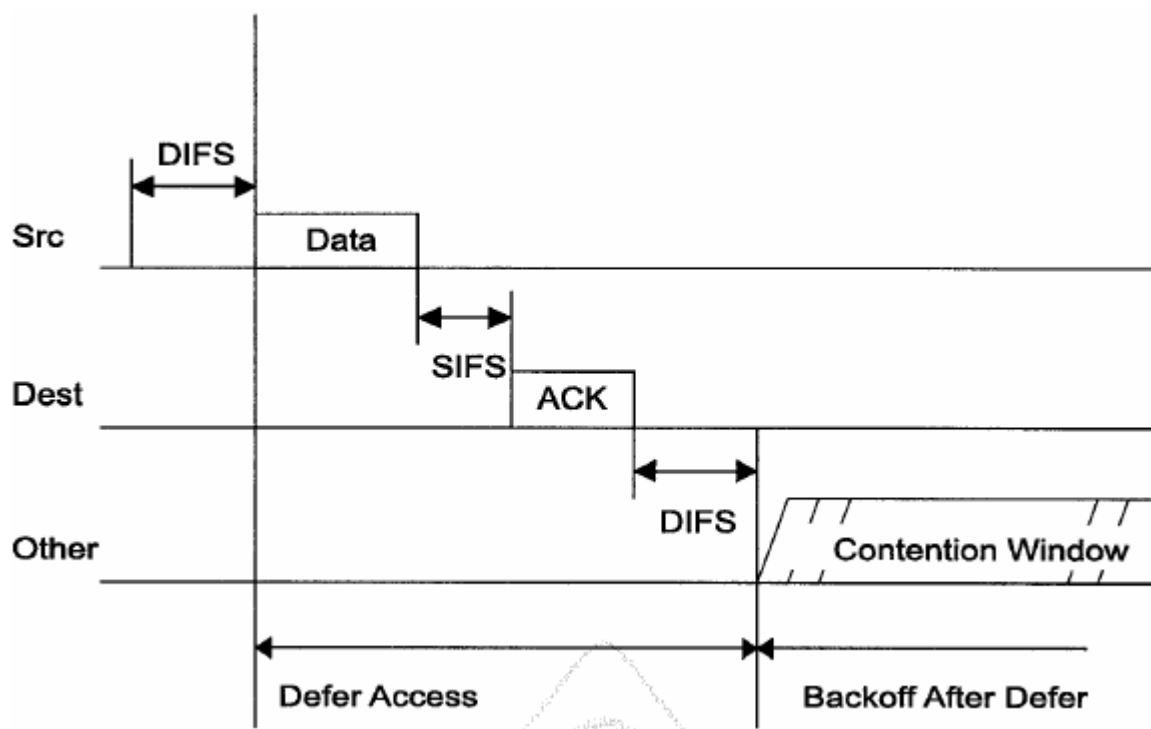 DIFS
Src
Data
SIFS
Dest
ACK
DIFS
Other
Contention Window
Defer Access
Backoff After Defer